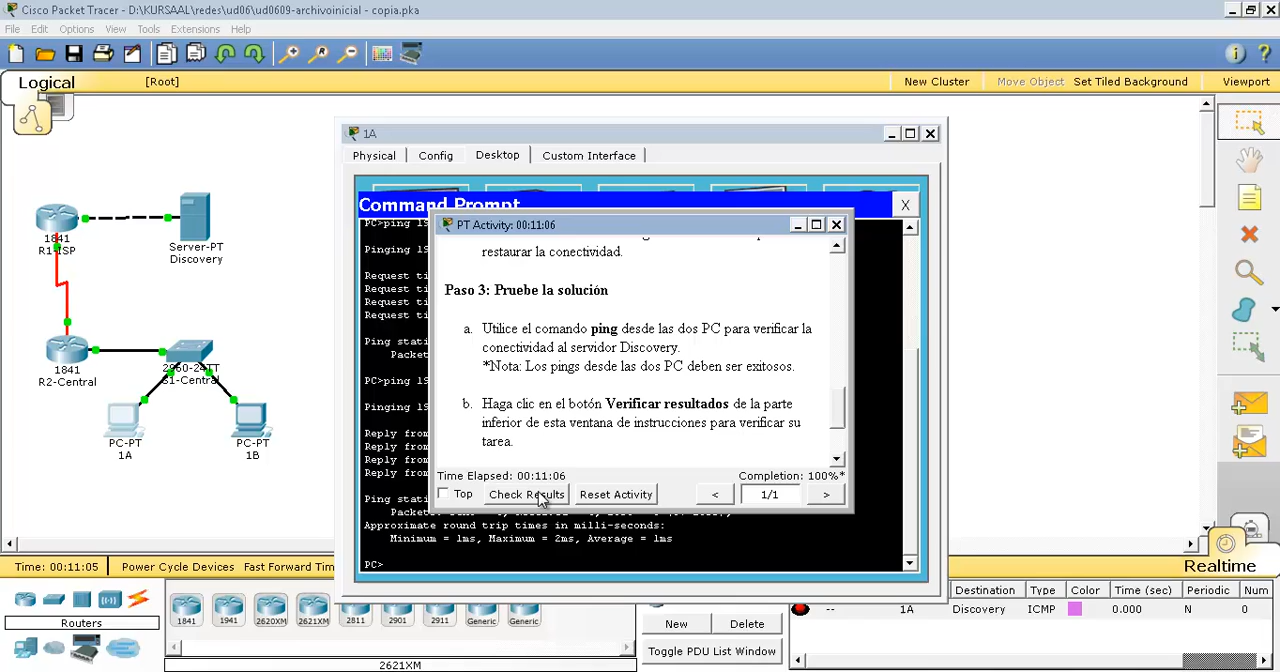 Cisco Packet Tracer - D:\KURSAAL\redes\ud06\ud0609-archivoinicial - copia.pka
File Edit Options View Tools Extensions Help
Logical
[Root]
New Cluster
Move Object
Set Tiled Background
Viewport
1841
R1-ISP
Server-PT
Discovery
1841
R2-Central
2960-24TT
S1-Central
PC-PT
1A
PC-PT
1B
1A
Physical
Config
Desktop
Custom Interface
Command Prompt
X
PC>ping 19
Pinging 19
Request ti
Request ti
Request ti
Request ti
Ping stati
Packet
PC>ping 19
Pinging 19
Reply from
Reply from
Reply from
Reply from
Ping stati
Approximate round trip times in milli-seconds:
Minimum = 1ms, Maximum = 2ms, Average = 1ms
PC>
PT Activity: 00:11:06
restaurar la conectividad.
Paso 3: Pruebe la solución
a. Utilice el comando ping desde las dos PC para verificar la
conectividad al servidor Discovery.
*Nota: Los pings desde las dos PC deben ser exitosos.
b. Haga clic en el botón Verificar resultados de la parte
inferior de esta ventana de instrucciones para verificar su
tarea.
Time Elapsed: 00:11:06
Completion: 100%*
Top
Check Results
Reset Activity
<
1/1
>
Time: 00:11:05
Power Cycle Devices
Fast Forward Tim
Realtime
Routers
1841
1941
2620XM
2621XM
2811
2901
2911
Generic
Generic
2621XM
New
Delete
Toggle PDU List Window
Destination Type Color Time (sec) Periodic Num
-- 1A Discovery ICMP 0.000 N 0